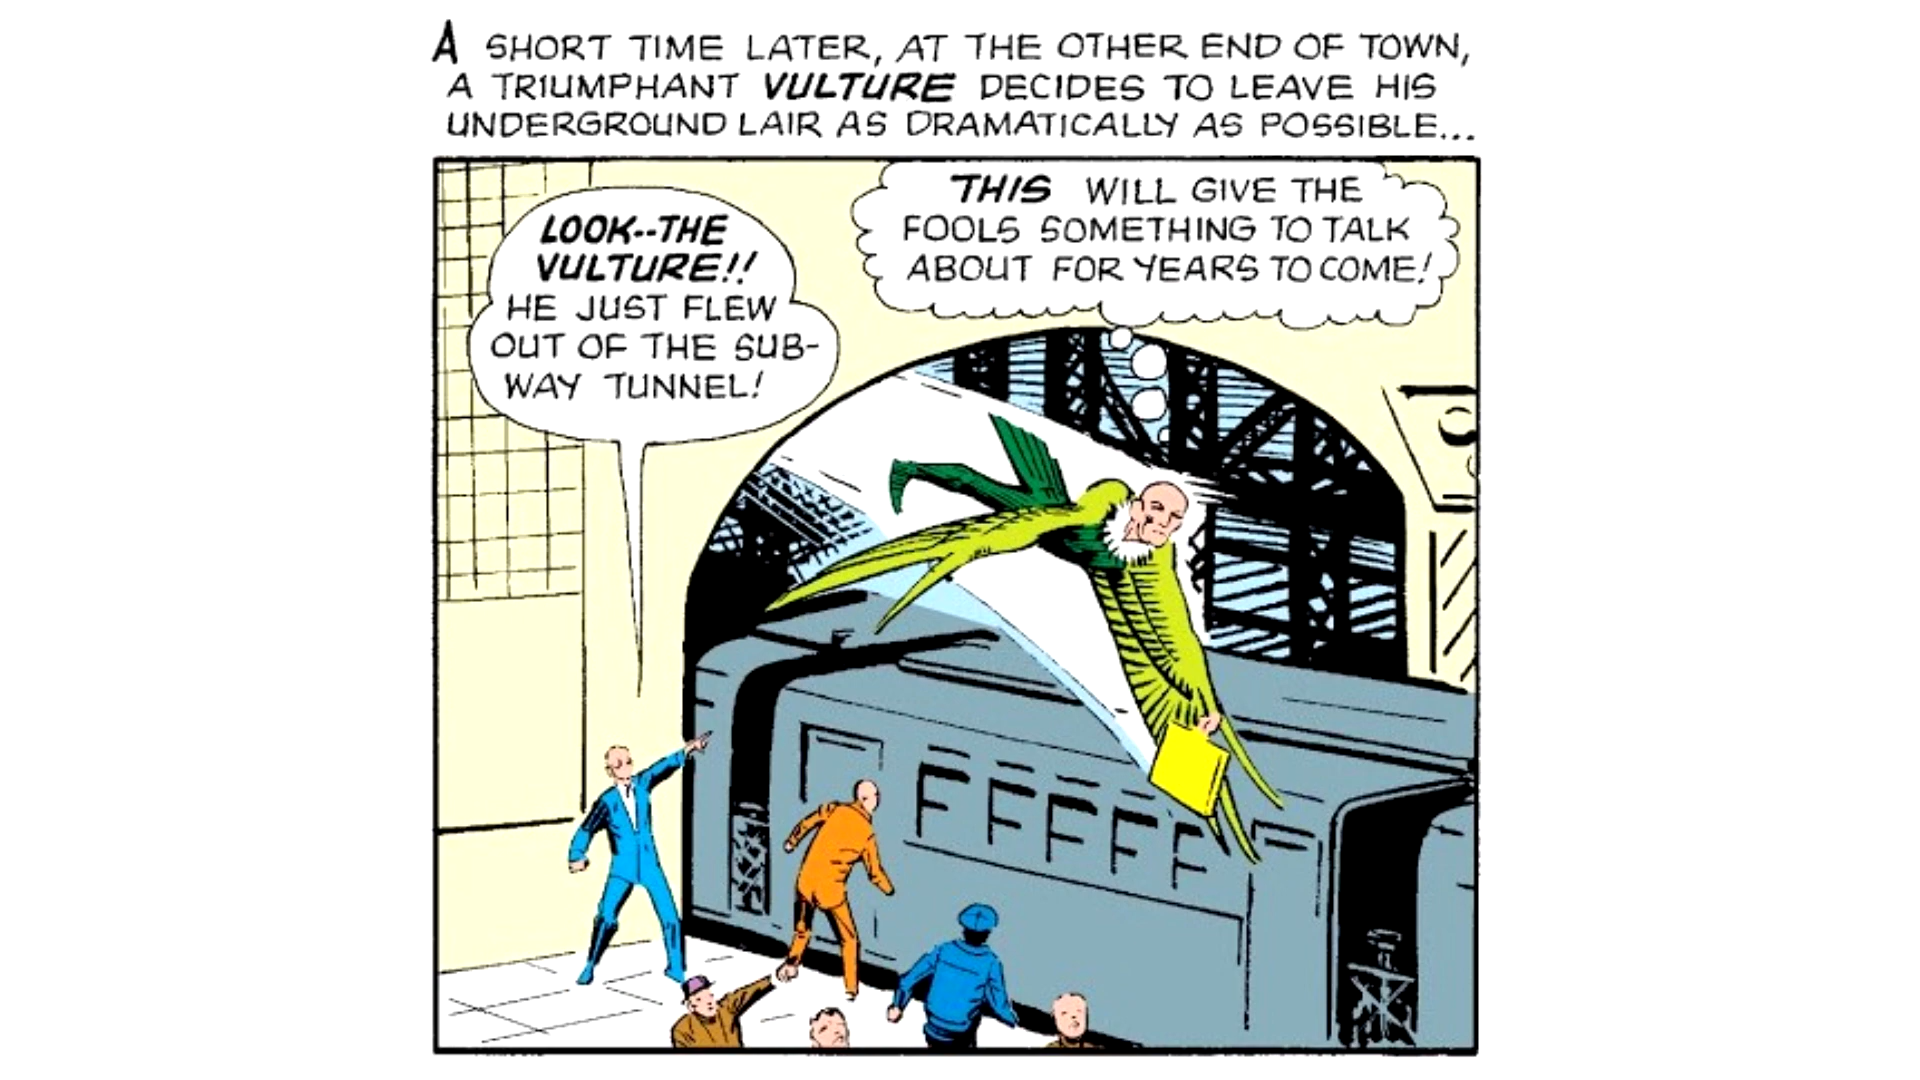 A SHORT TIME LATER, AT THE OTHER END OF TOWN,
A TRIUMPHANT VULTURE DECIDES TO LEAVE HIS
UNDERGROUND LAIR AS DRAMATICALLY AS POSSIBLE...
LOOK--THE
VULTURE!!
HE JUST FLEW
OUT OF THE SUB-
WAY TUNNEL!
THIS WILL GIVE THE
FOOLS SOMETHING TO TALK
ABOUT FOR YEARS TO COME!